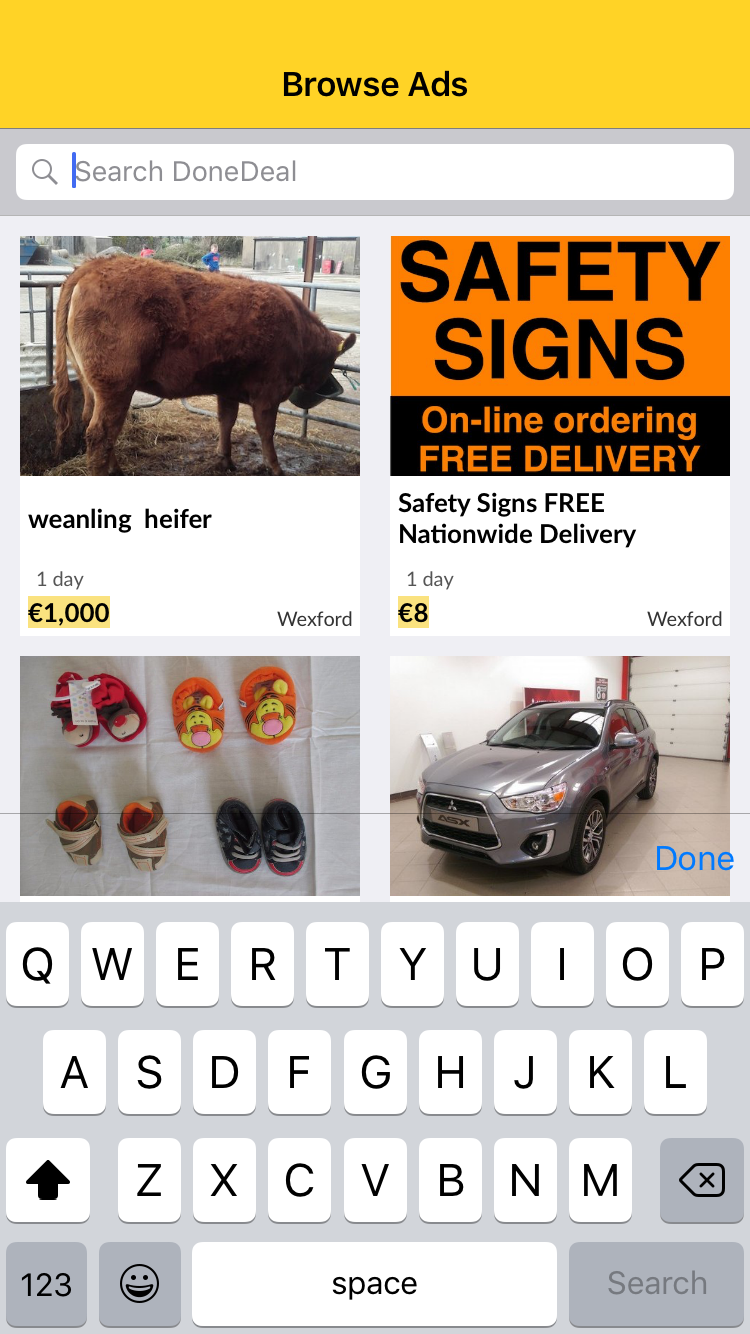 Browse Ads
Search DoneDeal
SAFETY
SIGNS
On-line ordering
FREE DELIVERY
weanling  heifer
1 day
€1,000
Wexford
Safety Signs FREE
Nationwide Delivery
1 day
€8
Wexford
ASX
Done
Q W E R T Y U I O P
A S D F G H J K L
Z X C V B N M
123 space Search